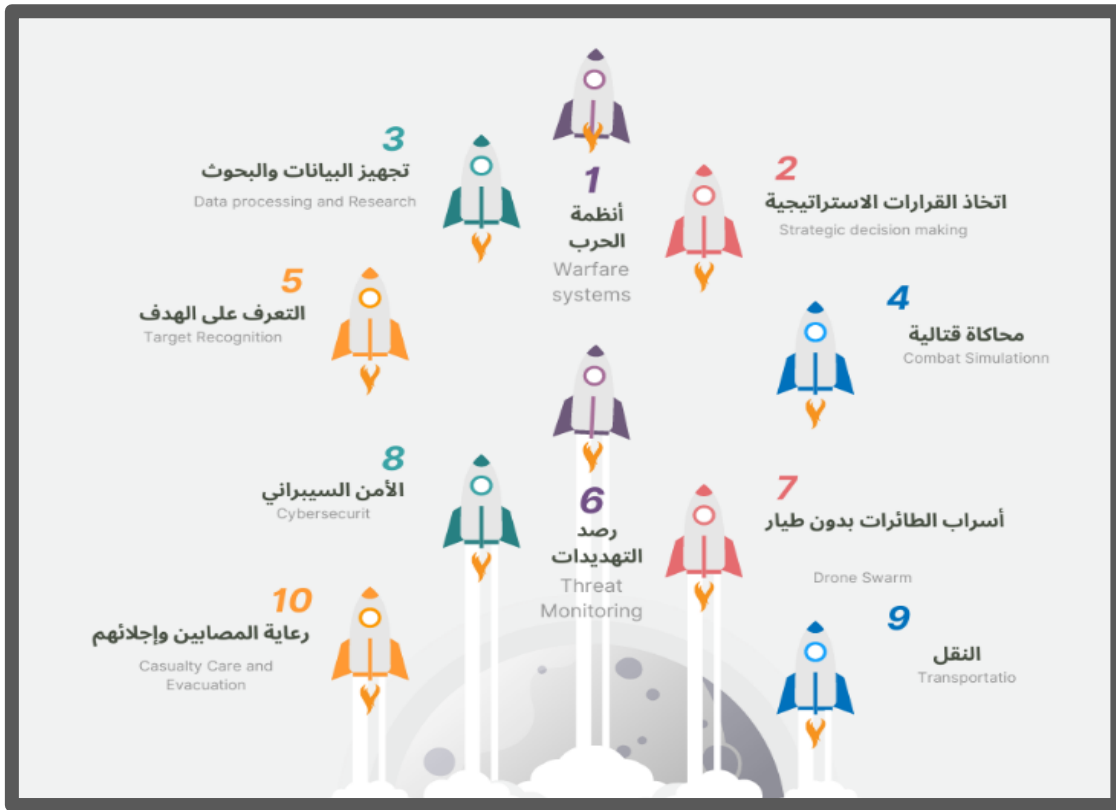 1
أنظمة
الحرب
Warfare
systems
2
اتخاذ القرارات الاستراتيجية
Strategic decision making
3
تجهيز البيانات والبحوث
Data processing and Research
4
محاكاة قتالية
Combat Simulationn
5
التعرف على الهدف
Target Recognition
6
رصد
التهديدات
Threat
Monitoring
7
أسراب الطائرات بدون طيار
Drone Swarm
8
الأمن السيبراني
Cybersecurit
9
النقل
Transportatio
10
رعاية المصابين وإجلائهم
Casualty Care and
Evacuation